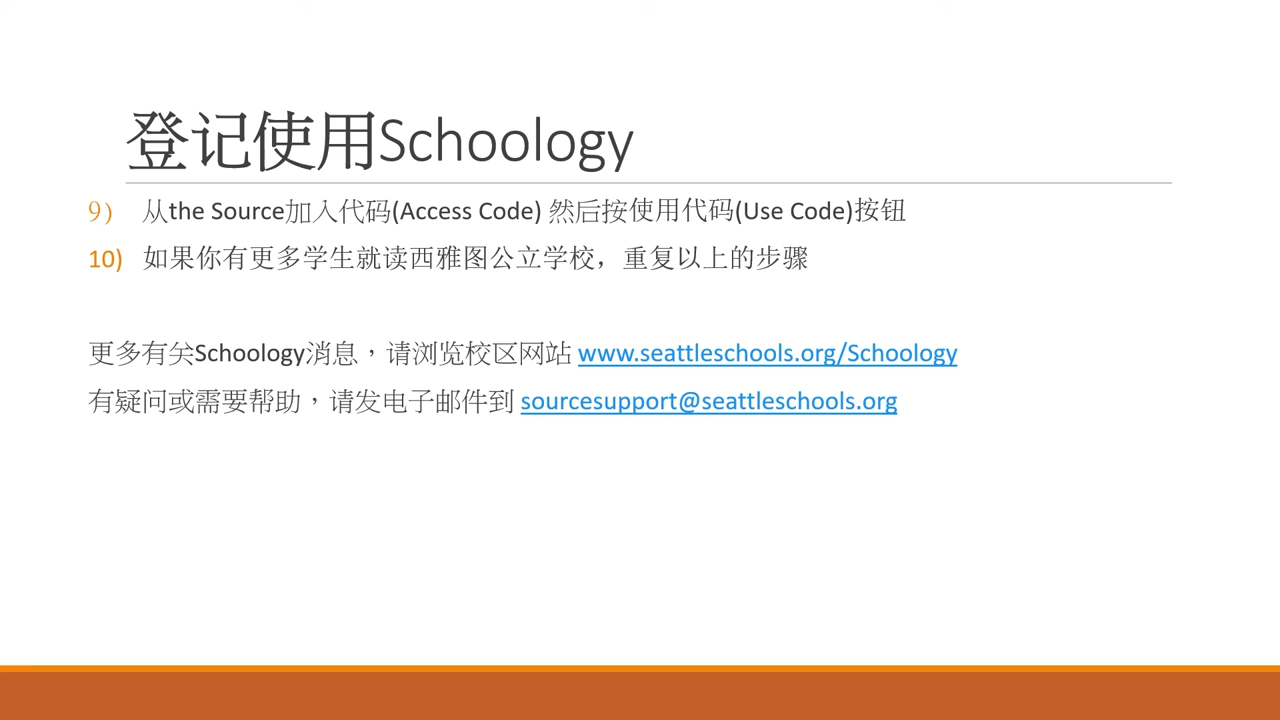 登记使用Schoology
9) 从the Source加入代码(Access Code) 然后按使用代码(Use Code)按钮
10) 如果你有更多学生就读西雅图公立学校，重复以上的步骤
更多有关Schoology消息，请浏览校区网站 www.seattleschools.org/Schoology
有疑问或需要帮助，请发电子邮件到 sourcesupport@seattleschools.org